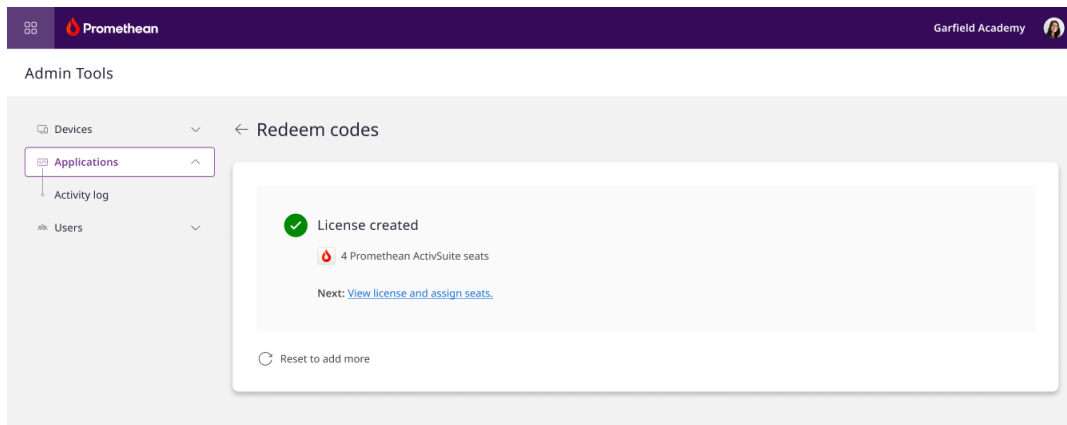 Promethean
Garfield Academy
Admin Tools
Devices
Applications
Activity log
Users
Redeem codes
License created
4 Promethean ActivSuite seats
Next: View license and assign seats.
Reset to add more